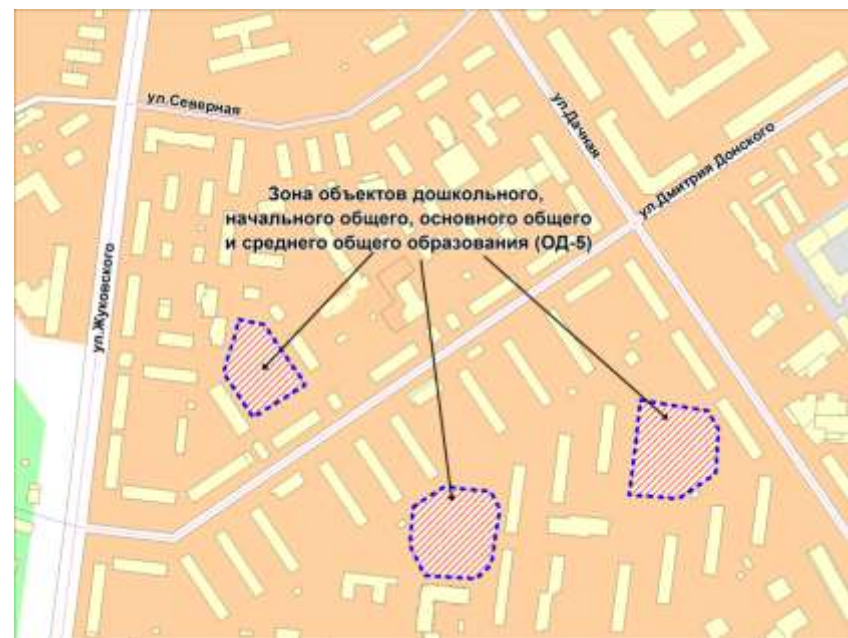 ул.Северная
ул.Дачная
ул.Дмитрия Донского
Зона объектов дошкольного,
начального общего, основного общего
и среднего общего образования (ОД-5)
ул.Жуковского